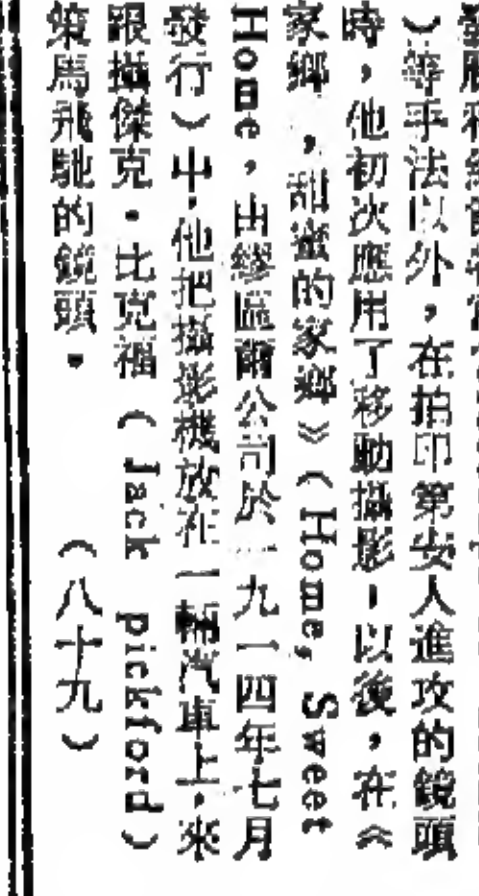 ）等手法以外，在拍印第安人進攻的鏡頭
時，他初次應用了移動攝影－以後，在《
家鄉，甜蜜的家鄉》（Home, Sweet
Home，由繆區爾公司於一九一四年七月
發行）中，他把攝影機放在一輛汽車上，來
跟攝傑克．比克福（Jack pickford）
策馬飛馳的鏡頭。　　（八十九）